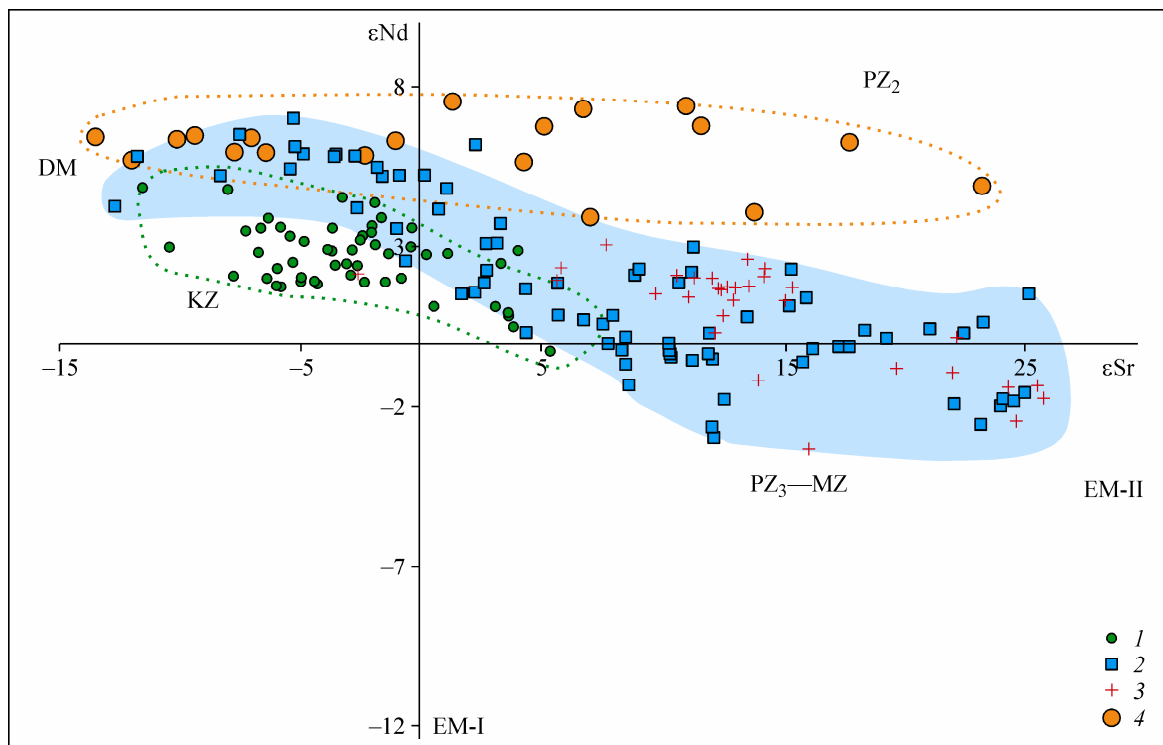 εNd
8
PZ₂
DM
3
KZ
–15
–5
5
15
25
εSr
–2
PZ₃—MZ
EM-II
–7
1
2
3
4
–12
EM-I